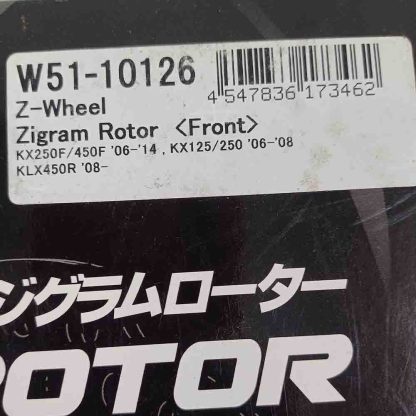 W51-10126
4 547836 173462
Z-Wheel
Zigram Rotor <Front>
KX250F/450F '06-'14 , KX125/250 '06-'08
KLX450R '08-
ジグラムローター
ROTOR